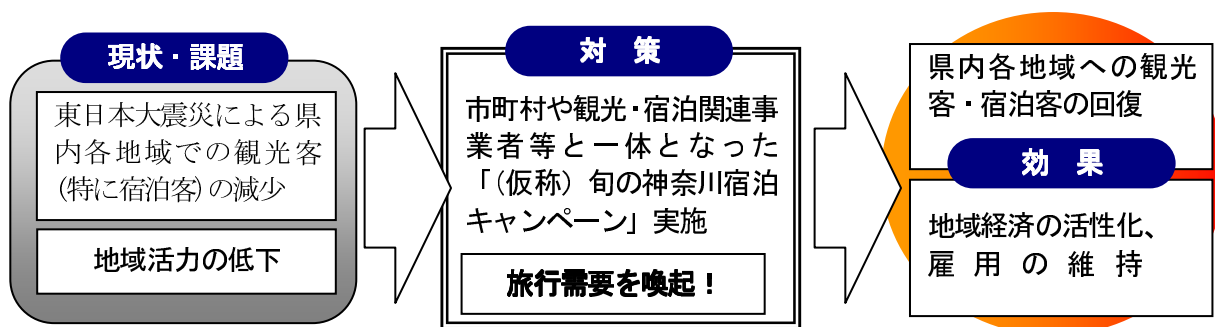 現状・課題
東日本大震災による県
内各地域での観光客
(特に宿泊客)の減少
地域活力の低下
対　策
市町村や観光・宿泊関連事
業者等と一体となった
「（仮称）旬の神奈川宿泊
キャンペーン」実施
旅行需要を喚起！
県内各地域への観光
客・宿泊客の回復
効　果
地域経済の活性化、
雇用の維持